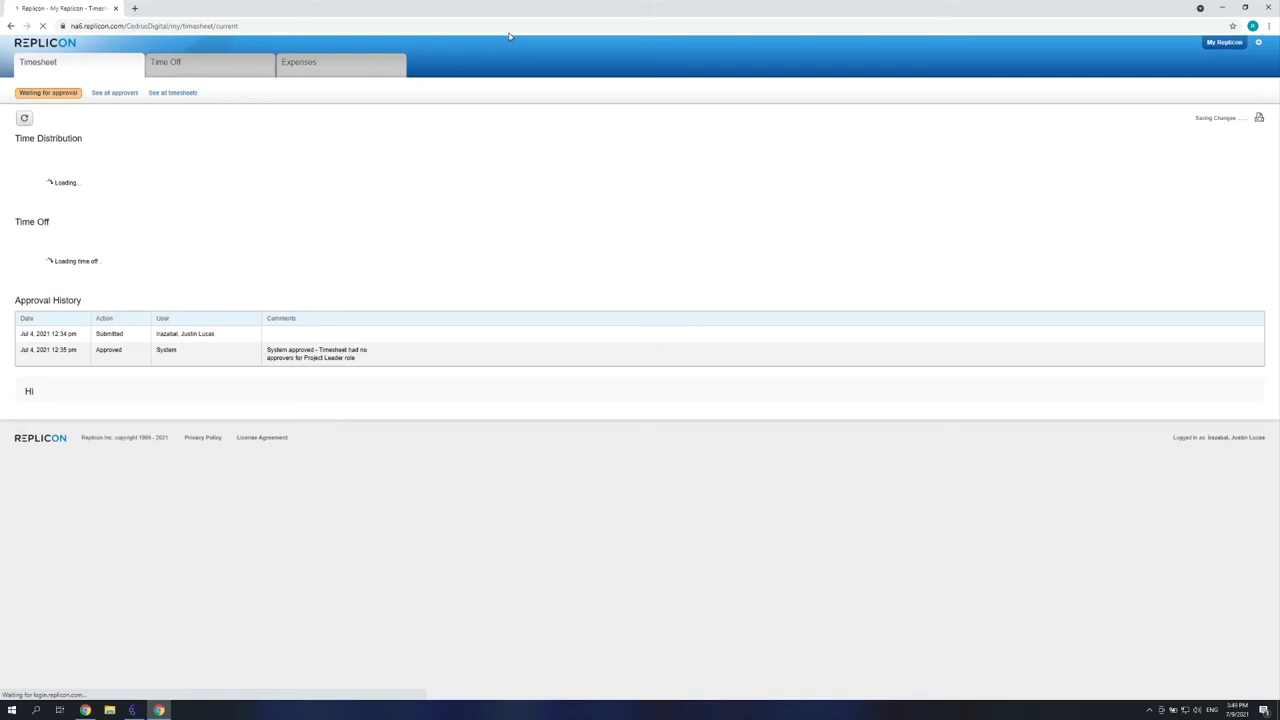 Replicon - My Replicon - Timesh
na6.replicon.com/CedrusDigital/my/timesheet/current
R
REPLICON
My Replicon
Timesheet
Time Off
Expenses
Waiting for approval
See all approvers
See all timesheets
Saving Changes ......
Time Distribution
Loading...
Time Off
Loading time off ..
Approval History
Date Action User Comments
Jul 4, 2021 12:34 pm Submitted Irazabal, Justin Lucas
Jul 4, 2021 12:35 pm Approved System System approved - Timesheet had no
approvers for Project Leader role
Hi
REPLICON Replicon Inc. copyright 1996 - 2021 Privacy Policy License Agreement Logged in as: Irazabal, Justin Lucas
Waiting for login.replicon.com...
ENG
3:49 PM
7/9/2021